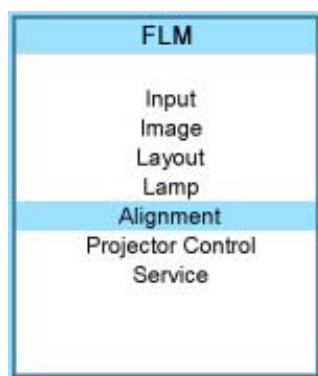 FLM
Input
Image
Layout
Lamp
Alignment
Projector Control
Service